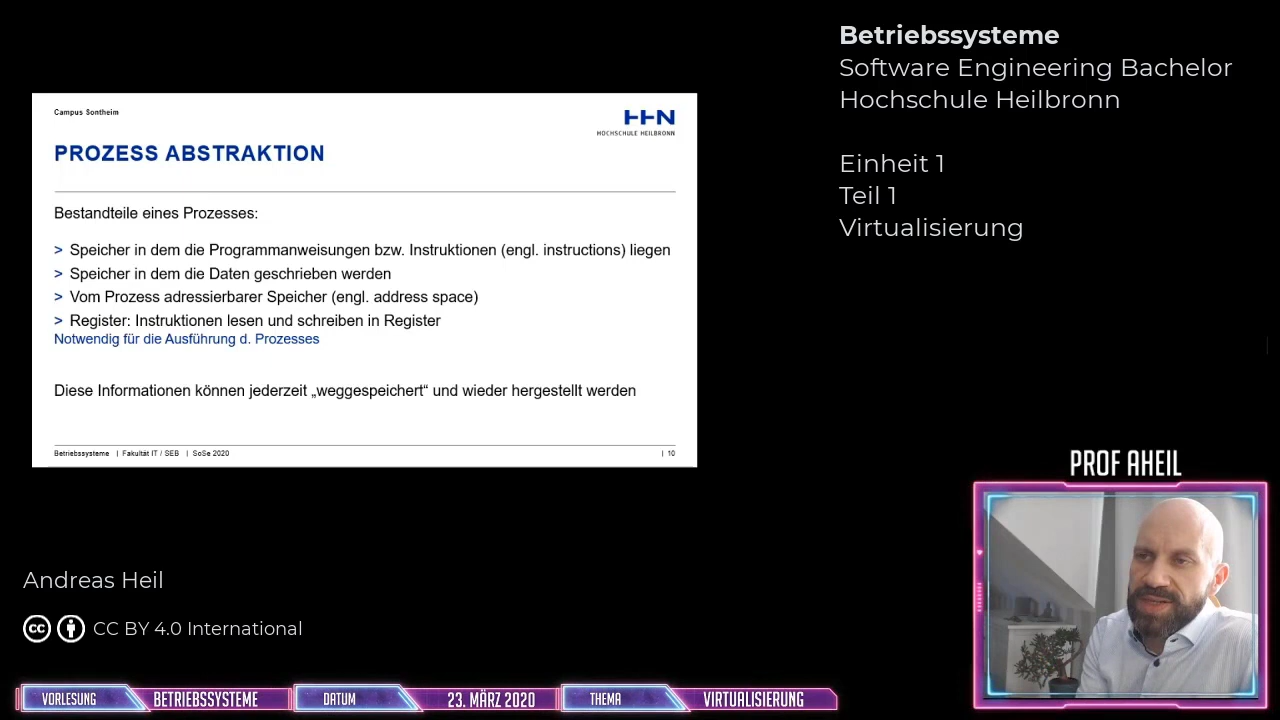 Betriebssysteme
Software Engineering Bachelor
Hochschule Heilbronn
Einheit 1
Teil 1
Virtualisierung
Campus Sontheim
HHN
HOCHSCHULE HEILBRONN
PROZESS ABSTRAKTION
Bestandteile eines Prozesses:
> Speicher in dem die Programmanweisungen bzw. Instruktionen (engl. instructions) liegen
> Speicher in dem die Daten geschrieben werden
> Vom Prozess adressierbarer Speicher (engl. address space)
> Register: Instruktionen lesen und schreiben in Register
Notwendig für die Ausführung d. Prozesses
Diese Informationen können jederzeit „weggespeichert“ und wieder hergestellt werden
Betriebssysteme | Fakultät IT / SEB | SoSe 2020 | 10
PROF AHEIL
Andreas Heil
CC BY 4.0 International
VORLESUNG BETRIEBSSYSTEME DATUM 23. MÄRZ 2020 THEMA VIRTUALISIERUNG